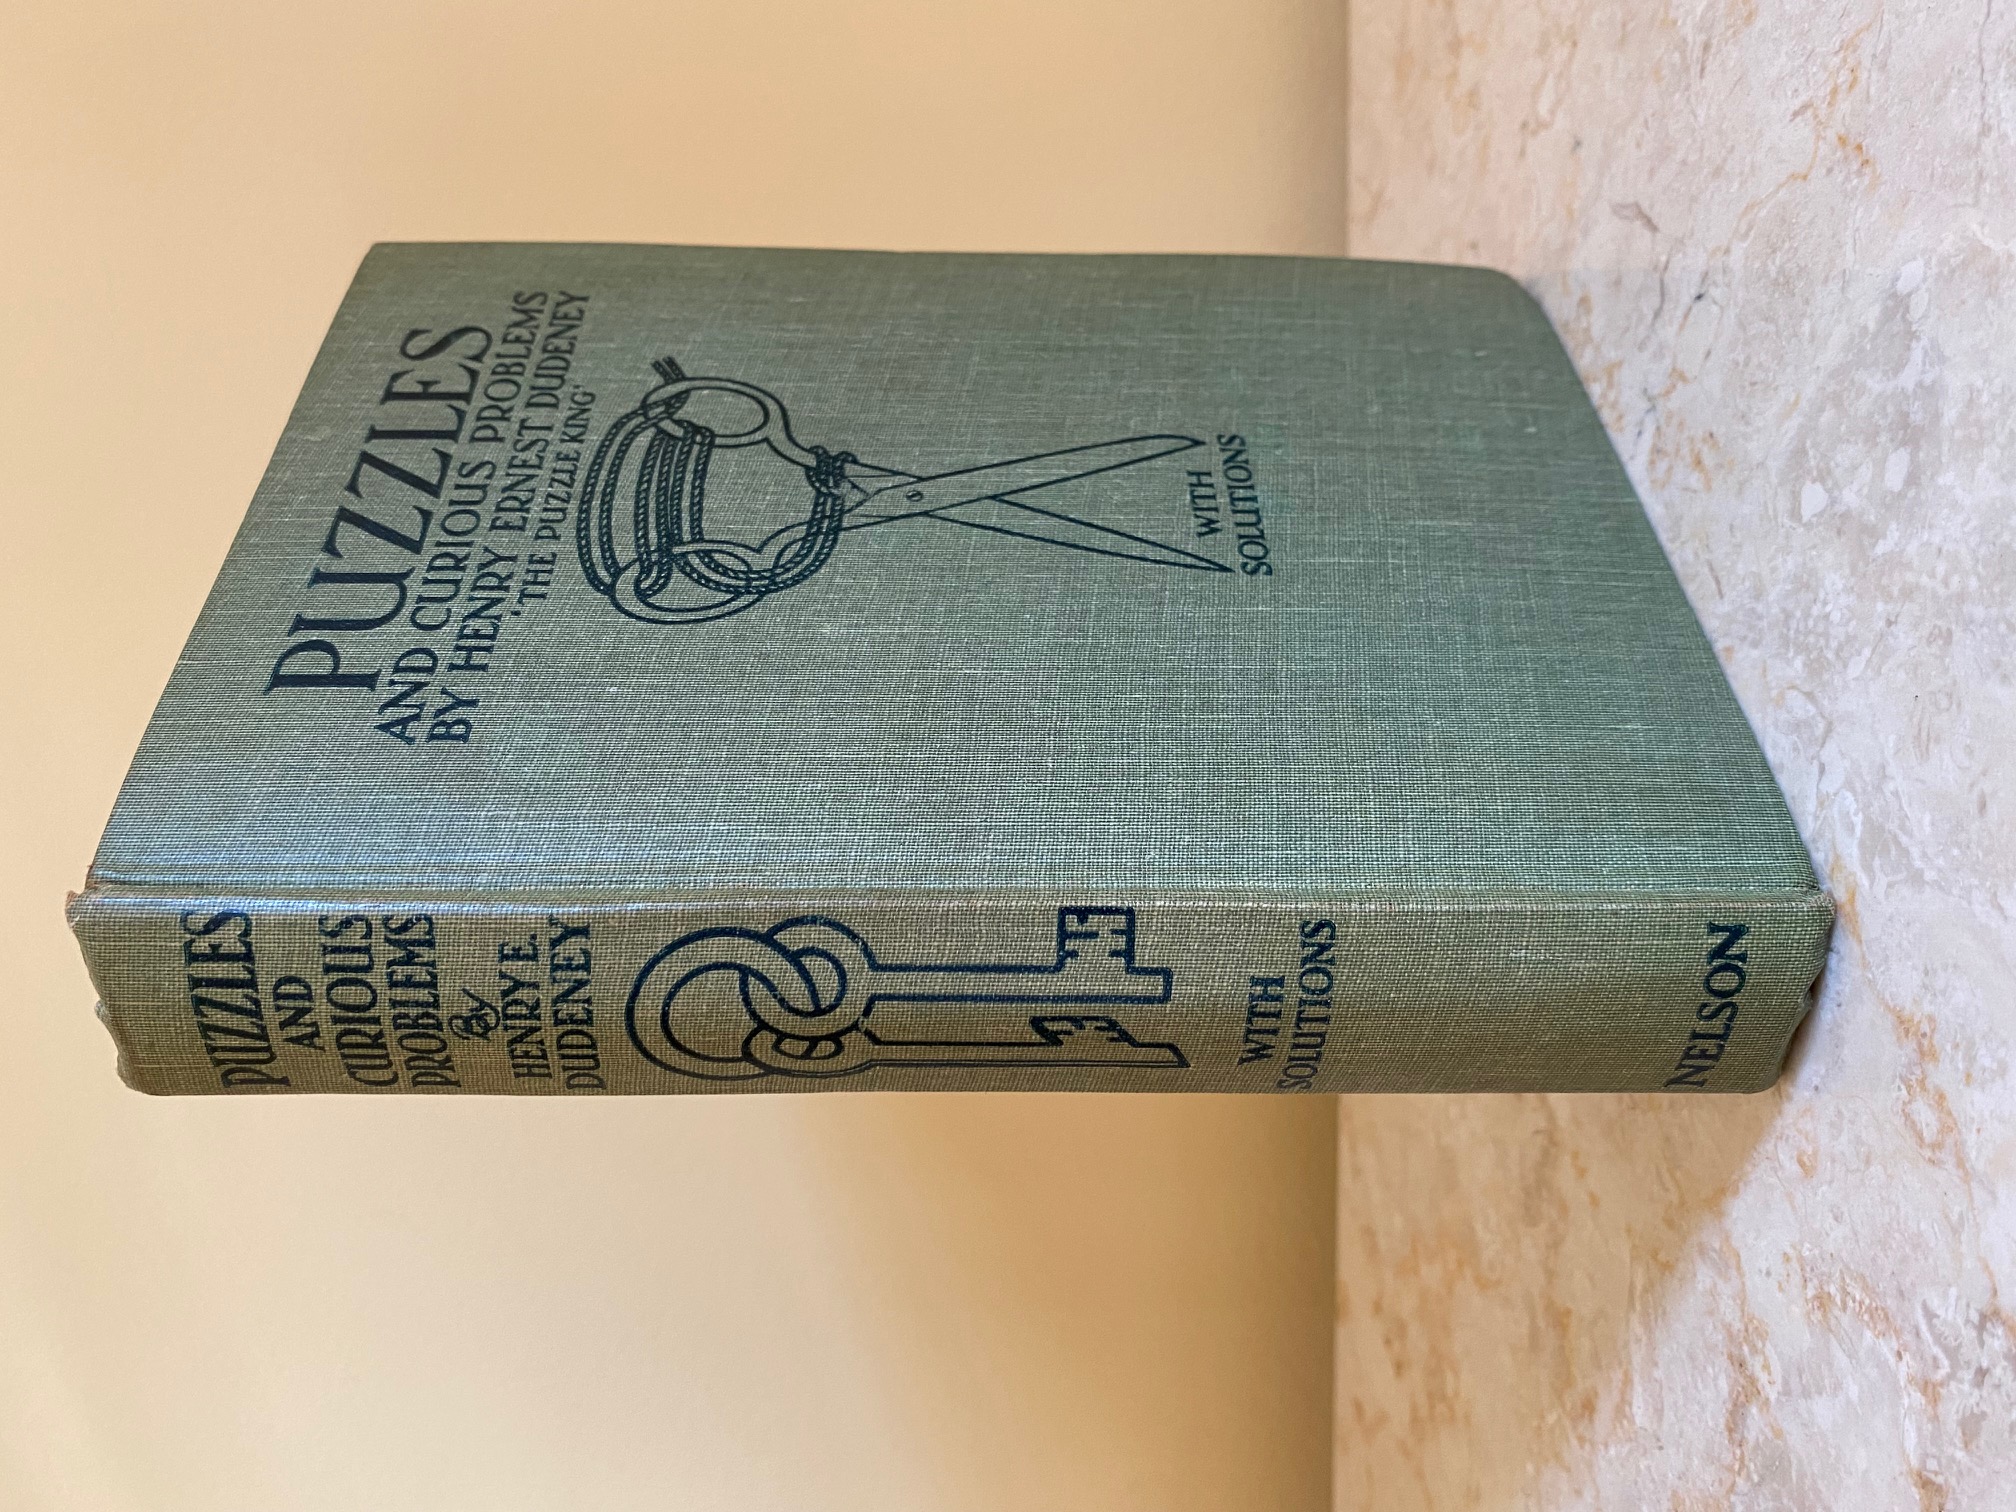 PUZZLES
AND CURIOUS PROBLEMS
BY HENRY ERNEST DUDENEY
'THE PUZZLE KING'
WITH
SOLUTIONS
PUZZLES
AND
CURIOUS
PROBLEMS
By
HENRY E.
DUDENEY
WITH
SOLUTIONS
NELSON